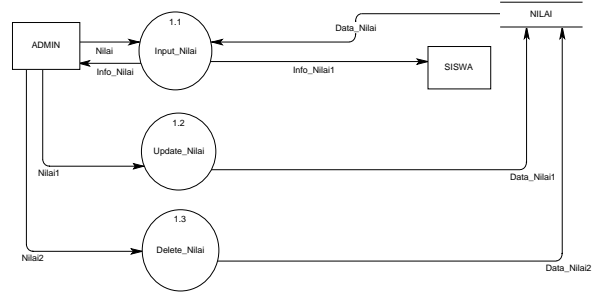 1.1
NILAI
Data_Nilai
ADMIN
Nilai
Input_Nilai
Info_Nilai
Info_Nilai1
SISWA
1.2
Update_Nilai
Nilai1
Data_Nilai1
1.3
Delete_Nilai
Nilai2
Data_Nilai2